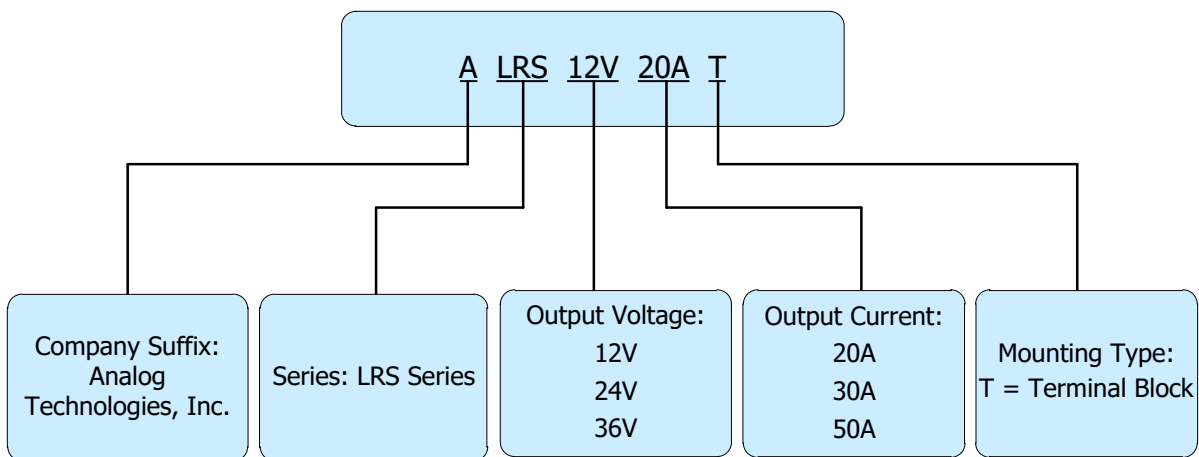 A LRS 12V 20A T
Company Suffix:
Analog
Technologies, Inc.
Series: LRS Series
Output Voltage:
12V
24V
36V
Output Current:
20A
30A
50A
Mounting Type:
T = Terminal Block